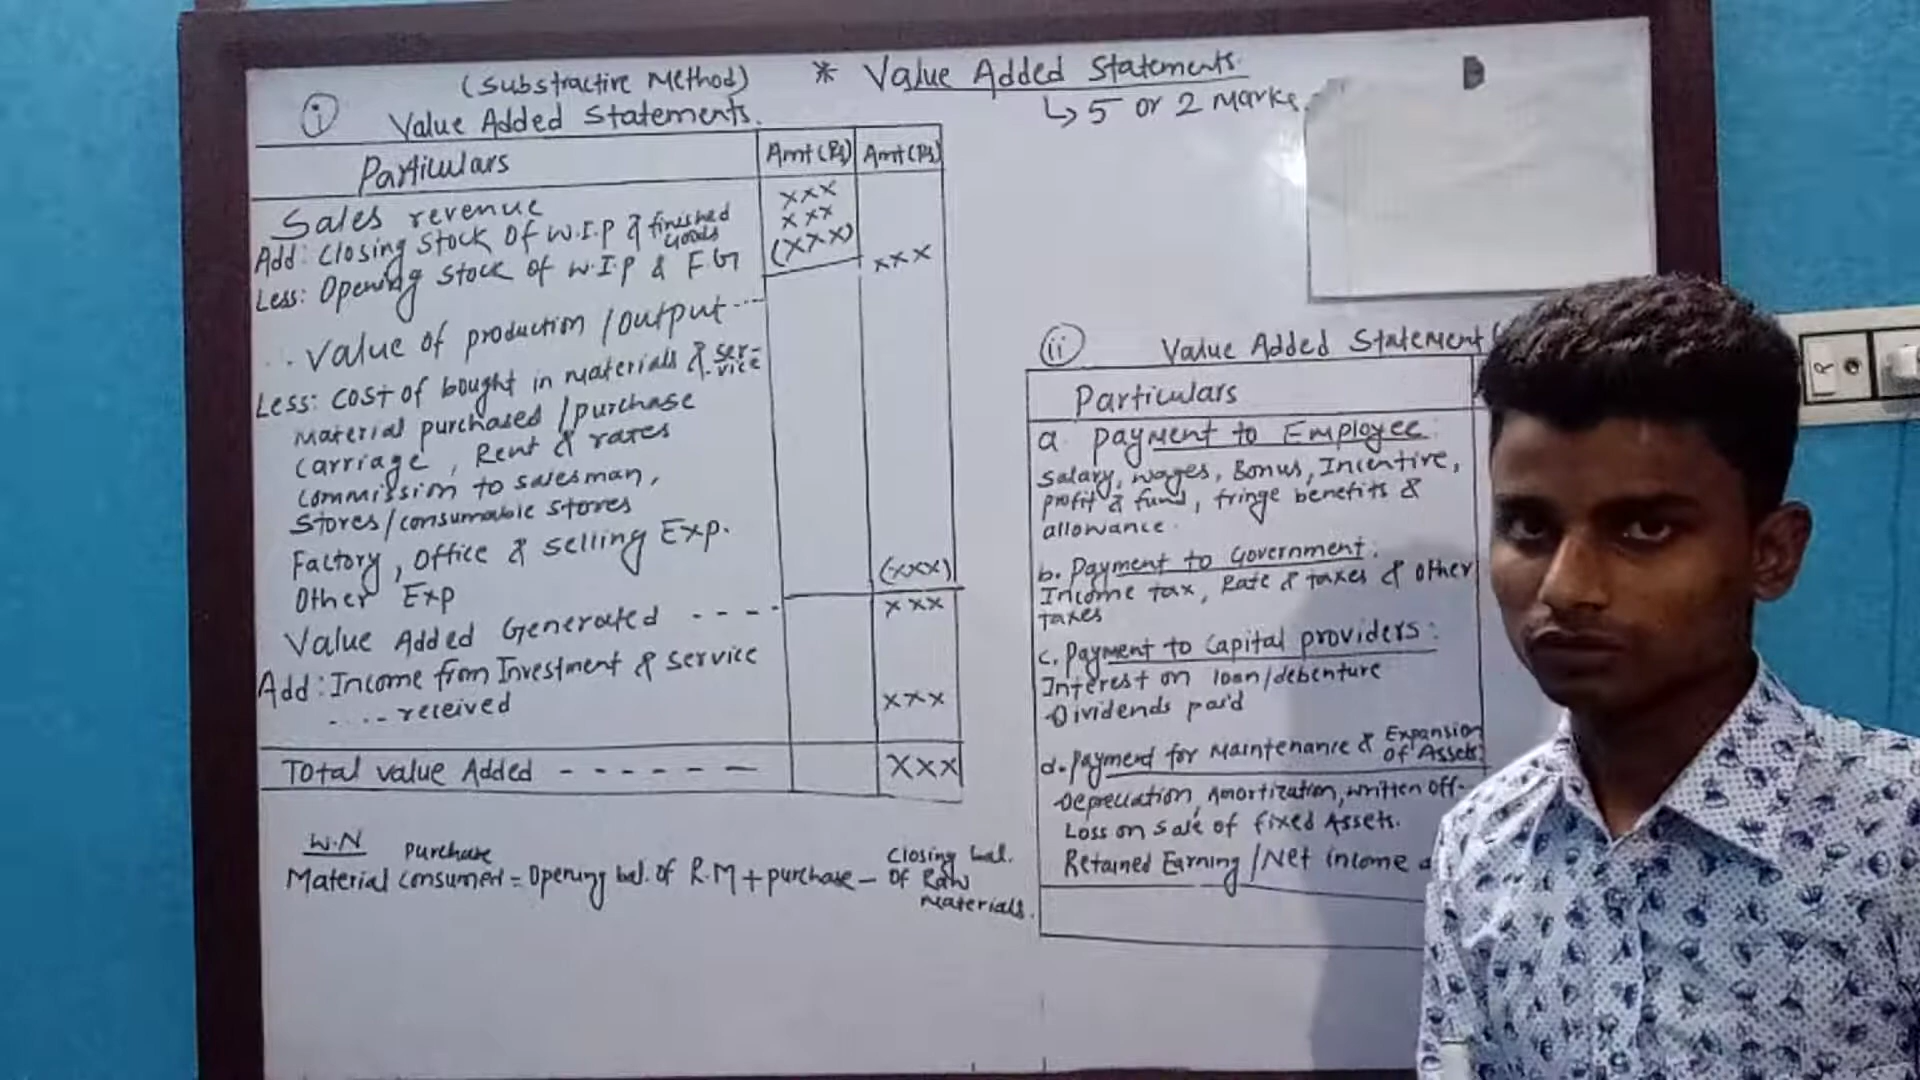 * Value Added Statements.
↳ 5 or 2 Marks.
(Substractive Method)
i Value Added Statements.
Particulars Amt(Rs) Amt(Rs)
Sales revenue xxx
Add: Closing Stock Of W.I.P & finished Goods xxx
Less: Opening Stock of W.I.P & F.G (xxx) xxx
... Value of production / output ...
Less: Cost of bought in materials & ser-vice
Material purchased / purchase
Carriage, Rent & rates
Commission to salesman,
Stores/consumable stores
Factory, Office & selling Exp.
Other Exp (xxx)
Value Added Generated - - - - xxx
Add: Income from Investment & service
.... received xxx
Total value Added - - - - - - xxx
W.N
Purchase
Material consumed = Opening bal. of R.M + purchase - Closing bal. Of Raw Materials.
ii Value Added Statement
Particulars
a. Payment to Employee:
Salary, wages, Bonus, Incentive,
profit & fund, fringe benefits &
allowance.
b. Payment to Government:
Income tax, Rate & taxes & other
taxes
c. Payment to Capital providers:
Interest on loan/debenture
Dividends paid
d. Payment for Maintenance & Expansion of Assets
Depreciation, Amortization, written off-
Loss on sale of fixed Assets.
Retained Earning / Net income